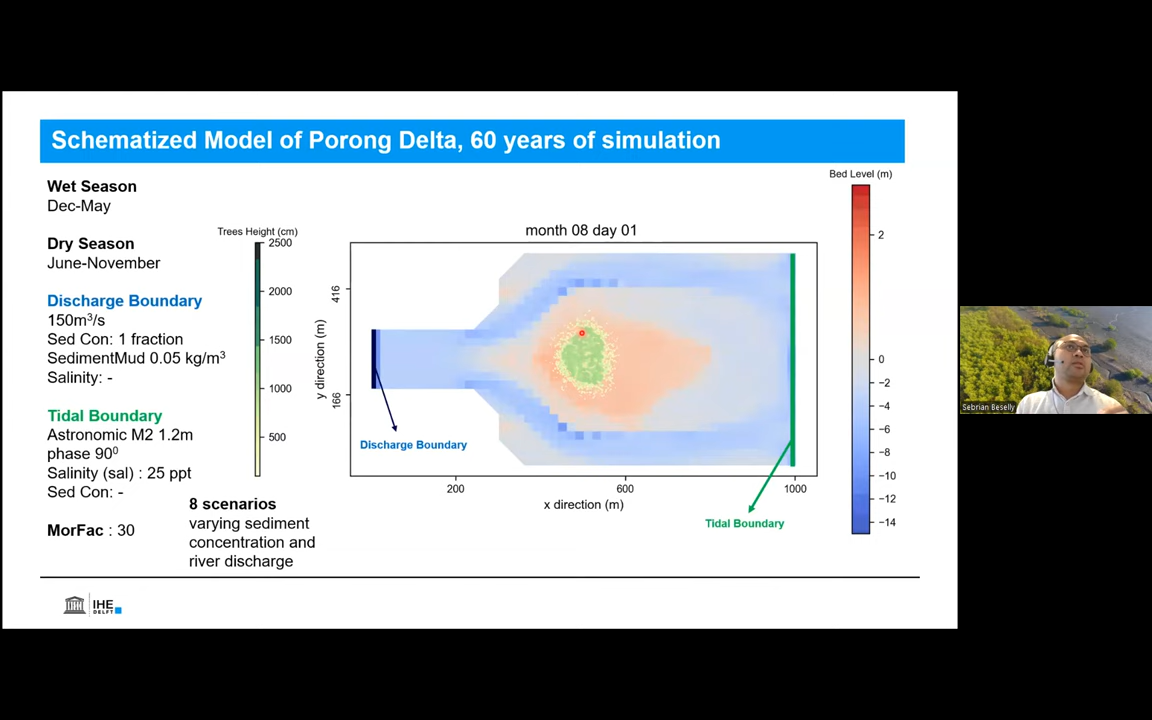 Schematized Model of Porong Delta, 60 years of simulation
Wet Season
Dec-May
Dry Season
June-November
Discharge Boundary
150m³/s
Sed Con: 1 fraction
SedimentMud 0.05 kg/m³
Salinity: -
Tidal Boundary
Astronomic M2 1.2m
phase 90⁰
Salinity (sal) : 25 ppt
Sed Con: -
MorFac : 30
8 scenarios
varying sediment
concentration and
river discharge
Trees Height (cm)
2500
2000
1500
1000
500
month 08 day 01
y direction (m)
416
166
Discharge Boundary
200
600
1000
x direction (m)
Tidal Boundary
Bed Level (m)
2
0
−2
−4
−6
−8
−10
−12
−14
IHE
DELFT
Sebrian Beselly